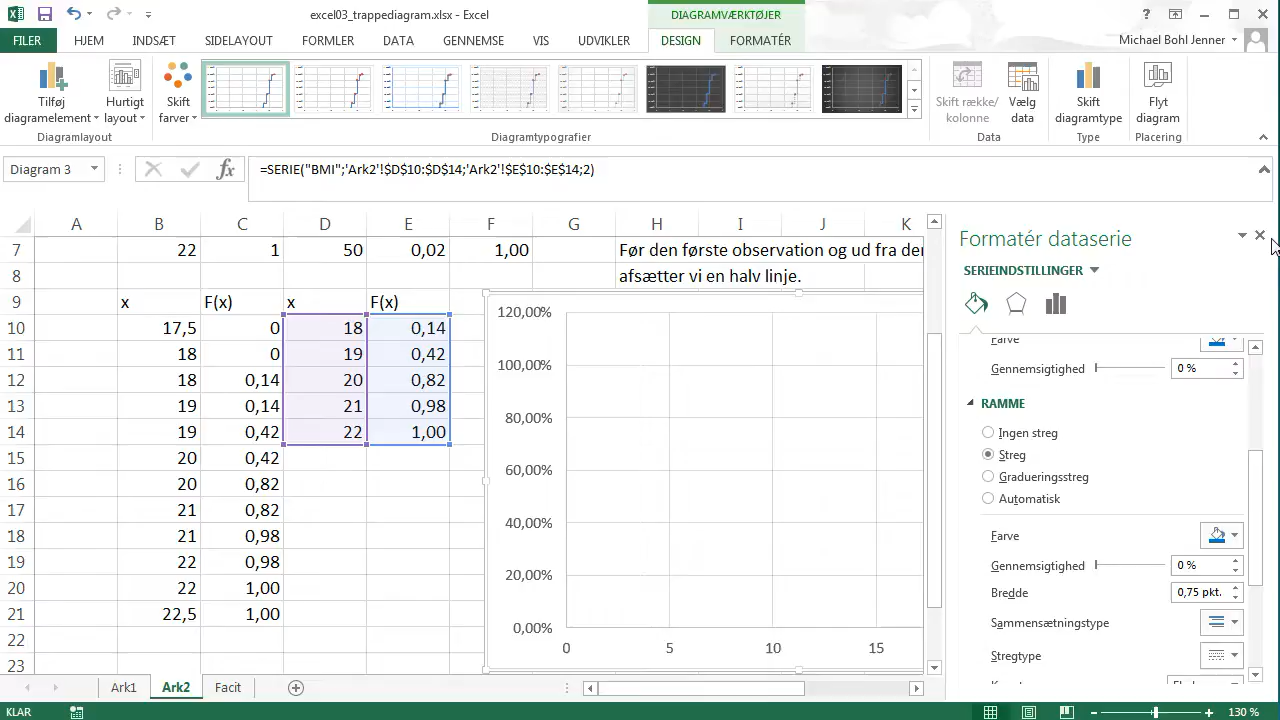 excel03_trappediagram.xlsx - Excel
DIAGRAMVÆRKTØJER
FILER HJEM INDSÆT SIDELAYOUT FORMLER DATA GENNEMSE VIS UDVIKLER DESIGN FORMATÉR Michael Bohl Jenner
Tilføj diagramelement
Hurtigt layout
Skift farver
Skift række/ kolonne
Vælg data
Skift diagramtype
Flyt diagram
Diagramlayout Diagramtypografier Data Type Placering
Diagram 3 fx =SERIE("BMI";'Ark2'!$D$10:$D$14;'Ark2'!$E$10:$E$14;2)
A B C D E F G H I J K
7 22 1 50 0,02 1,00 Før den første observation og ud fra der
8 afsætter vi en halv linje.
9 x F(x) x F(x)
10 17,5 0 18 0,14
11 18 0 19 0,42
12 18 0,14 20 0,82
13 19 0,14 21 0,98
14 19 0,42 22 1,00
15 20 0,42
16 20 0,82
17 21 0,82
18 21 0,98
19 22 0,98
20 22 1,00
21 22,5 1,00
22
23
120,00%
100,00%
80,00%
60,00%
40,00%
20,00%
0,00%
0 5 10 15
Formatér dataserie
SERIEINDSTILLINGER
Farve
Gennemsigtighed 0 %
RAMME
Ingen streg
Streg
Gradueringsstreg
Automatisk
Farve
Gennemsigtighed 0 %
Bredde 0,75 pkt.
Sammensætningstype
Stregtype
Ark1 Ark2 Facit
KLAR 130 %